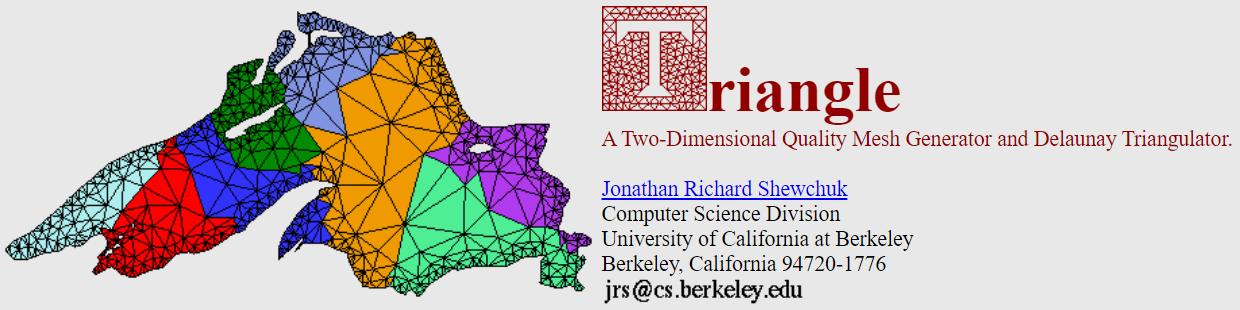 Triangle
A Two-Dimensional Quality Mesh Generator and Delaunay Triangulator.
Jonathan Richard Shewchuk
Computer Science Division
University of California at Berkeley
Berkeley, California 94720-1776
jrs@cs.berkeley.edu